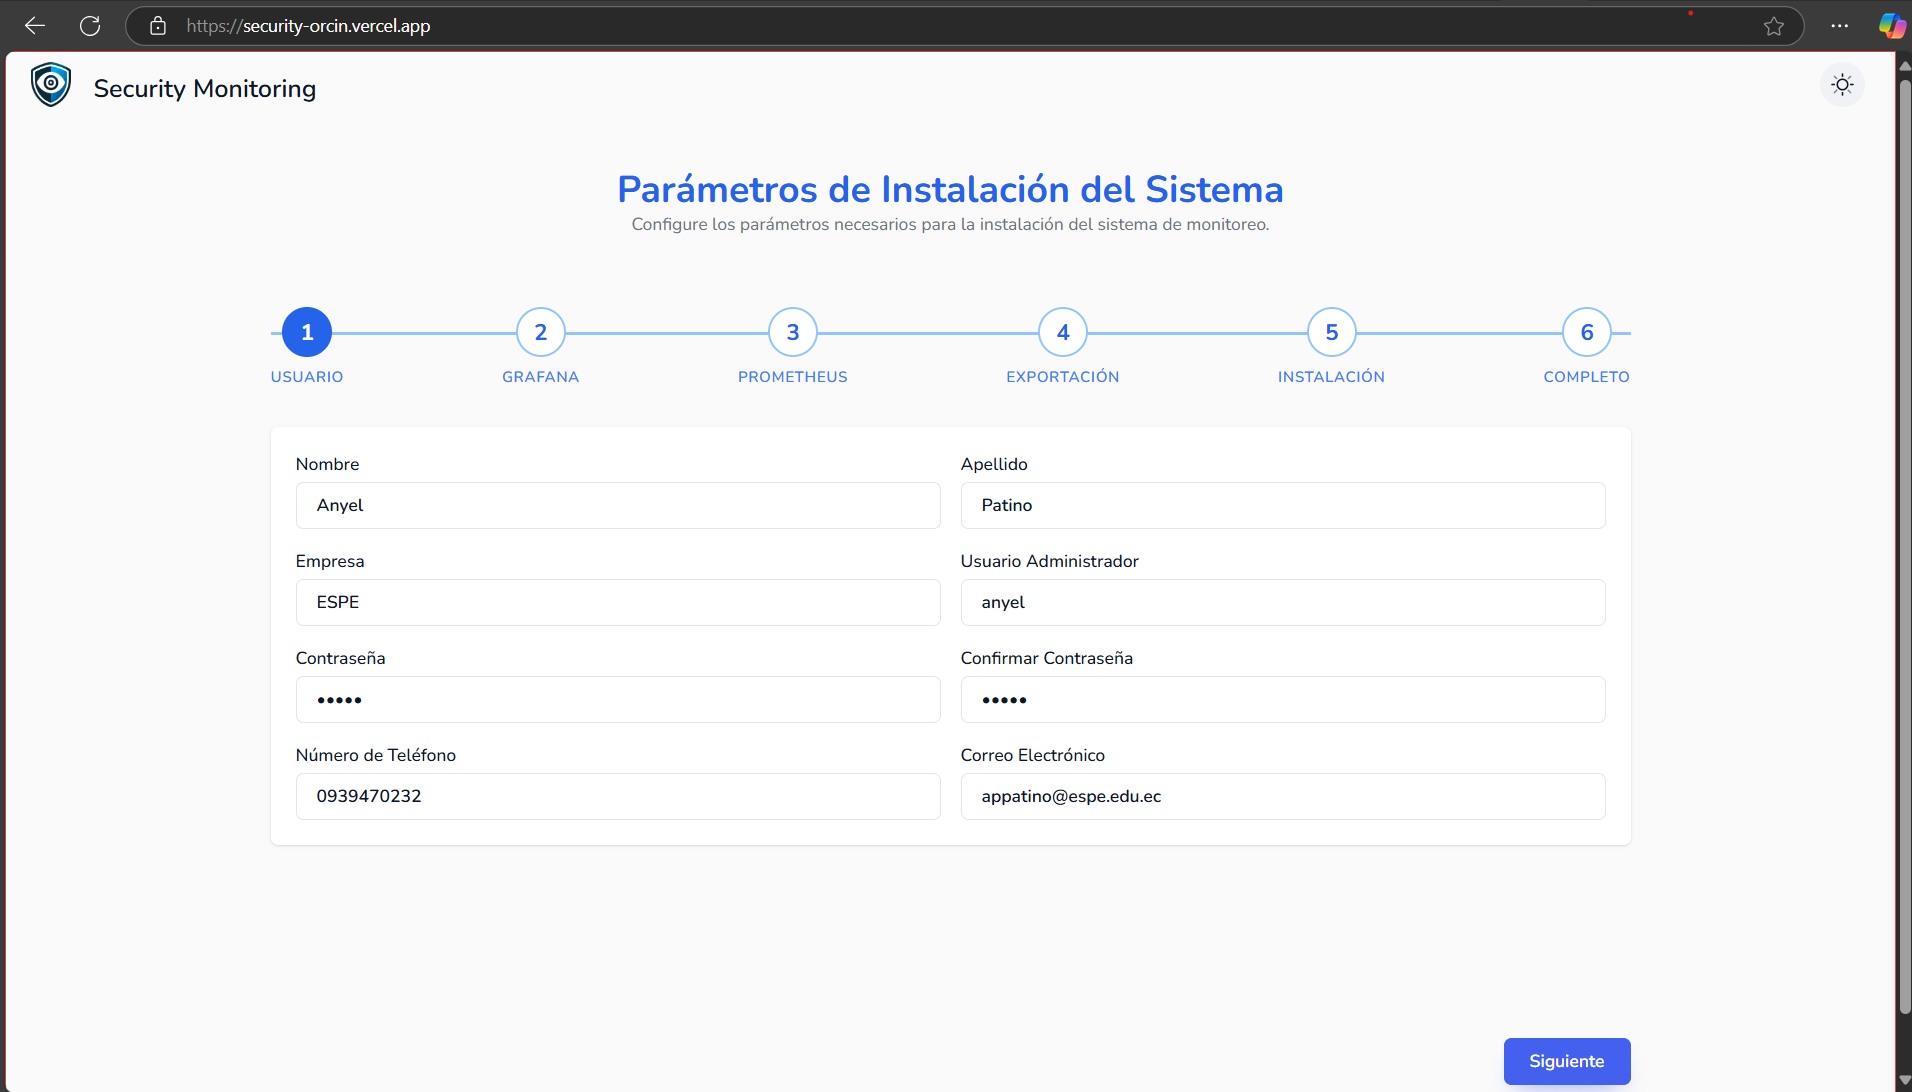 https://security-orcin.vercel.app
Security Monitoring
Parámetros de Instalación del Sistema
Configure los parámetros necesarios para la instalación del sistema de monitoreo.
1 2 3 4 5 6
USUARIO GRAFANA PROMETHEUS EXPORTACIÓN INSTALACIÓN COMPLETO
Nombre Apellido
Anyel Patino
Empresa Usuario Administrador
ESPE anyel
Contraseña Confirmar Contraseña
••••• •••••
Número de Teléfono Correo Electrónico
0939470232 appatino@espe.edu.ec
Siguiente